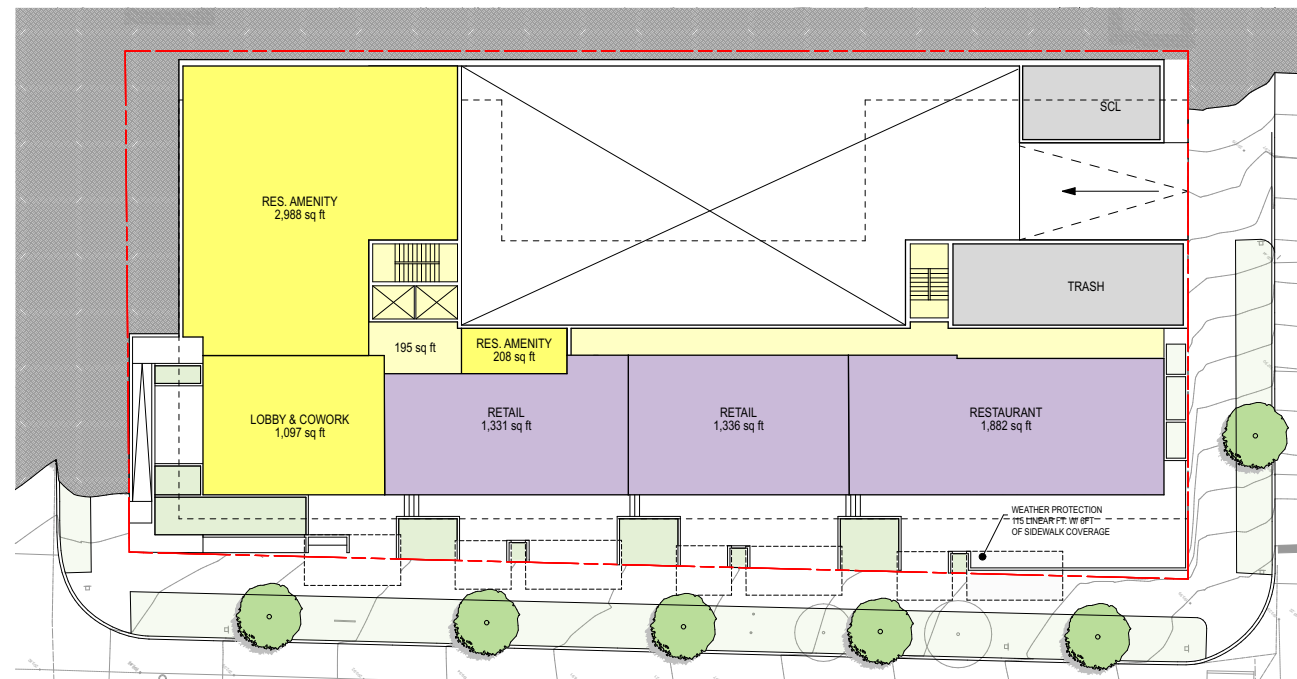 SCL
RES. AMENITY
2,988 sq ft
TRASH
195 sq ft
RES. AMENITY
208 sq ft
LOBBY & COWORK
1,097 sq ft
RETAIL
1,331 sq ft
RETAIL
1,336 sq ft
RESTAURANT
1,882 sq ft
WEATHER PROTECTION
115 LINEAR FT. W/ 6FT
OF SIDEWALK COVERAGE